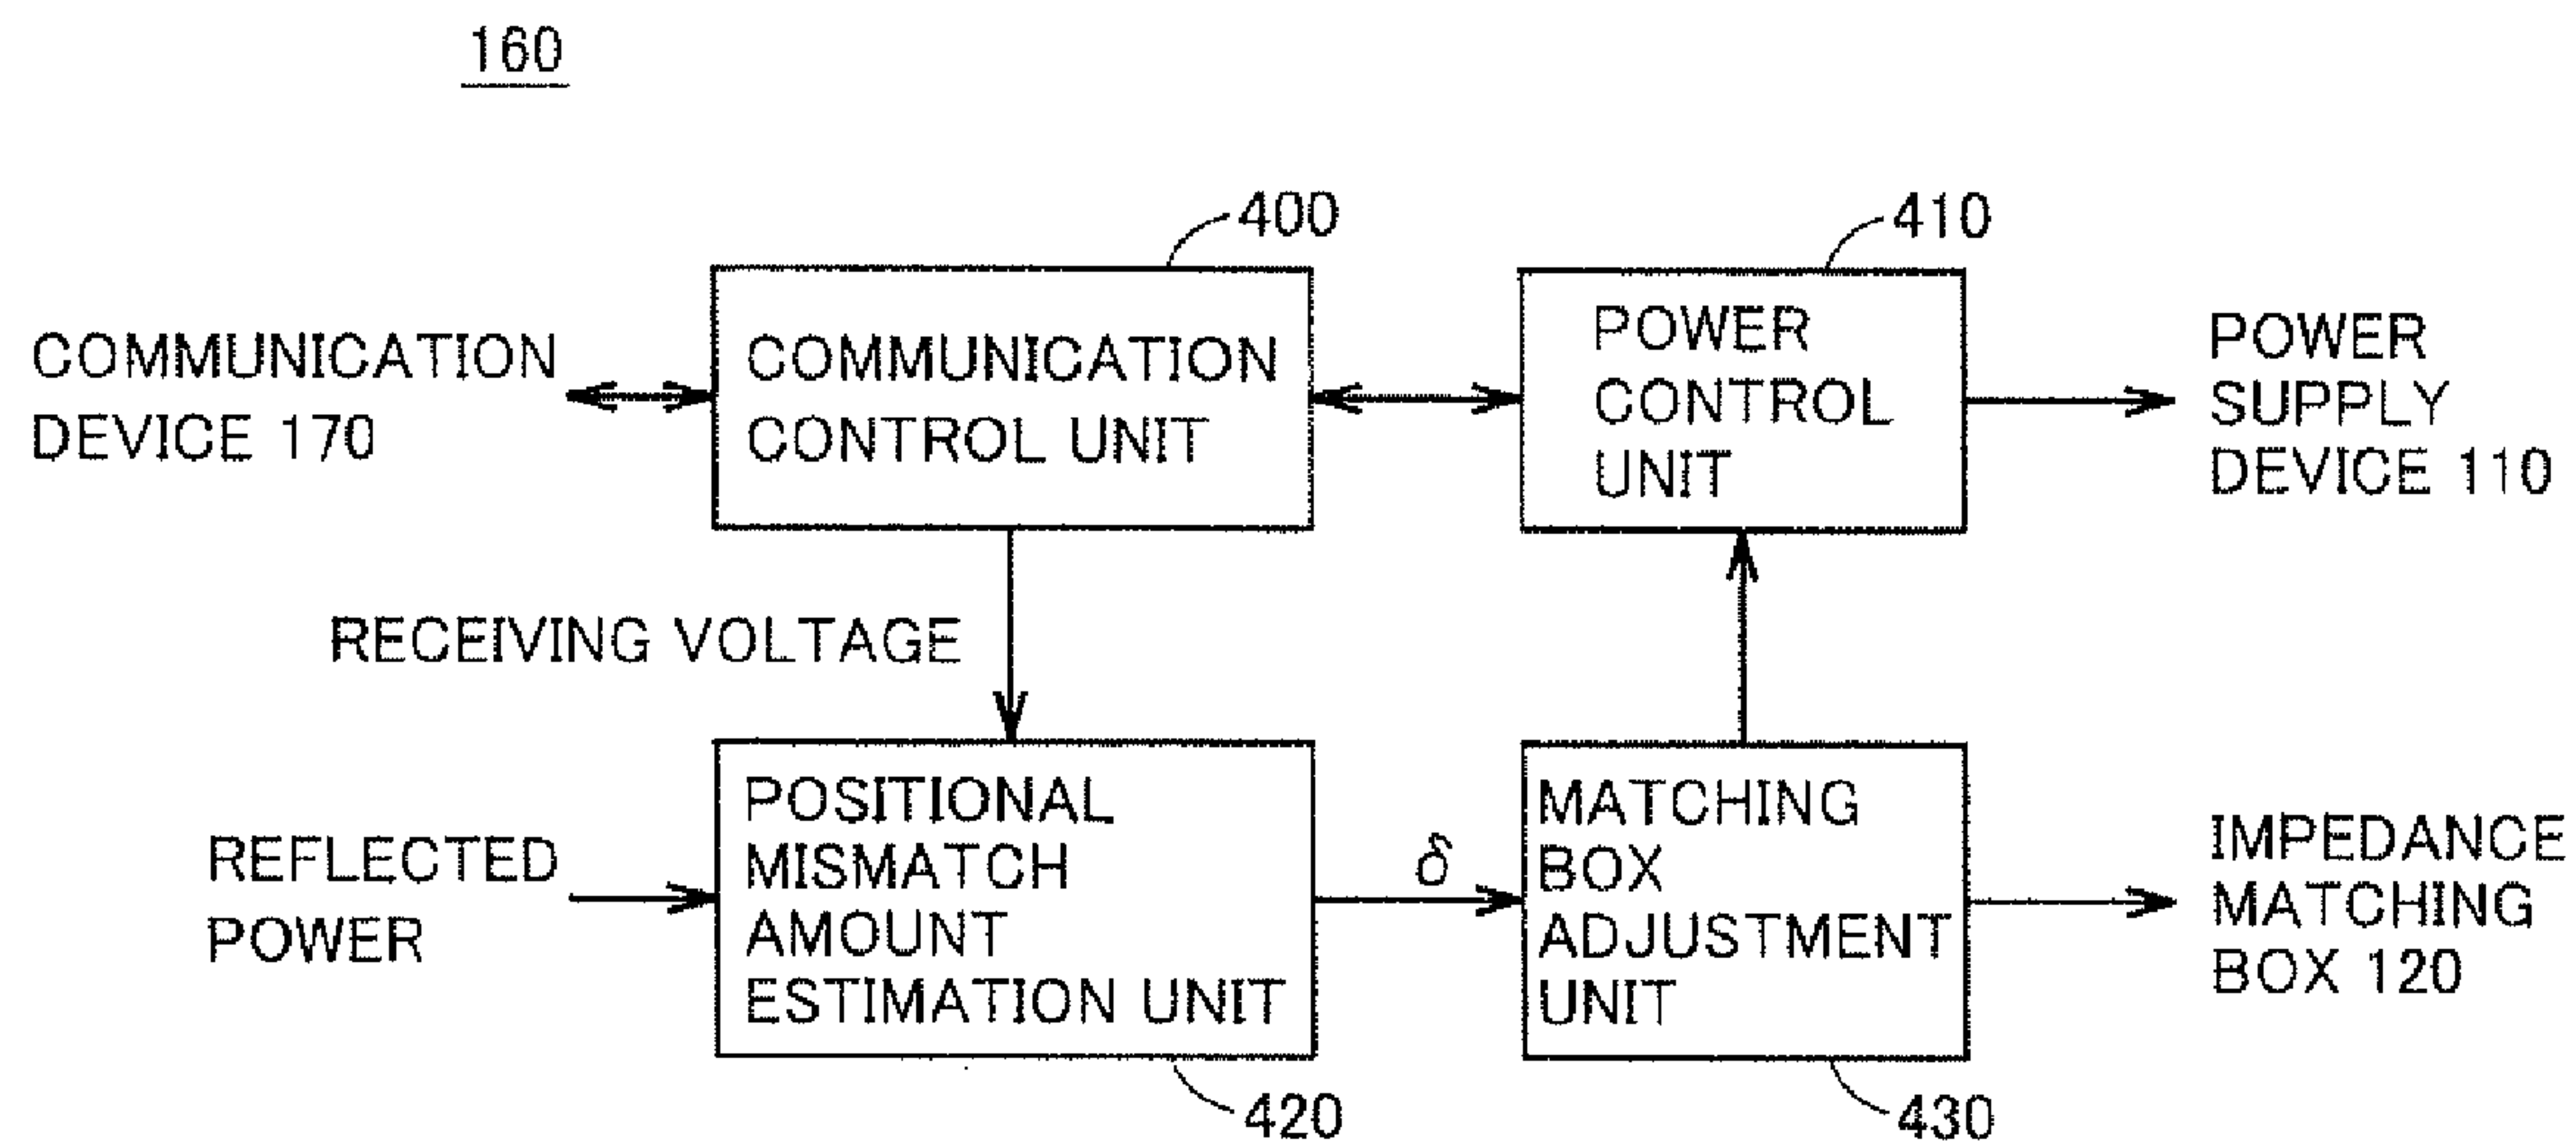 160
400
410
COMMUNICATION
DEVICE 170
COMMUNICATION
CONTROL UNIT
POWER
CONTROL
UNIT
POWER
SUPPLY
DEVICE 110
RECEIVING VOLTAGE
REFLECTED
POWER
POSITIONAL
MISMATCH
AMOUNT
ESTIMATION UNIT
δ
MATCHING
BOX
ADJUSTMENT
UNIT
IMPEDANCE
MATCHING
BOX 120
420
430